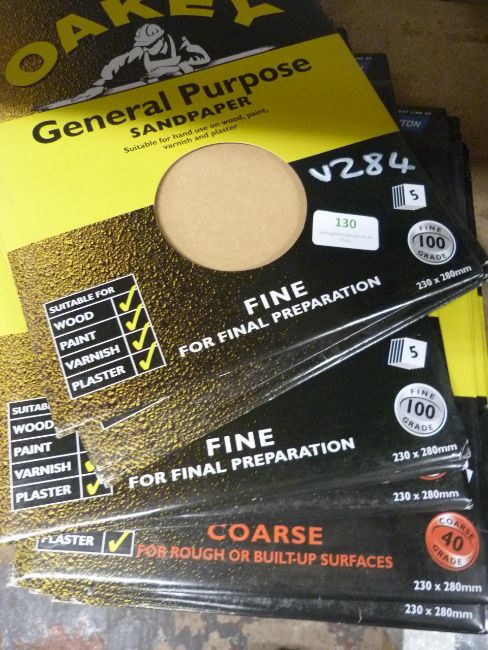 OAKEY
General Purpose
SANDPAPER
Suitable for hand use on wood, paint,
varnish and plaster
V284
5
130
FINE
100
GRADE
230 x 280mm
SUITABLE FOR
WOOD
PAINT
VARNISH
PLASTER
FINE
FOR FINAL PREPARATION
5
FINE
100
GRADE
230 x 280mm
WOOD
PAINT
VARNISH
PLASTER
FINE
FOR FINAL PREPARATION
230 x 280mm
PLASTER
COARSE
FOR ROUGH OR BUILT-UP SURFACES
COARSE
40
GRADE
230 x 280mm
230 x 280mm